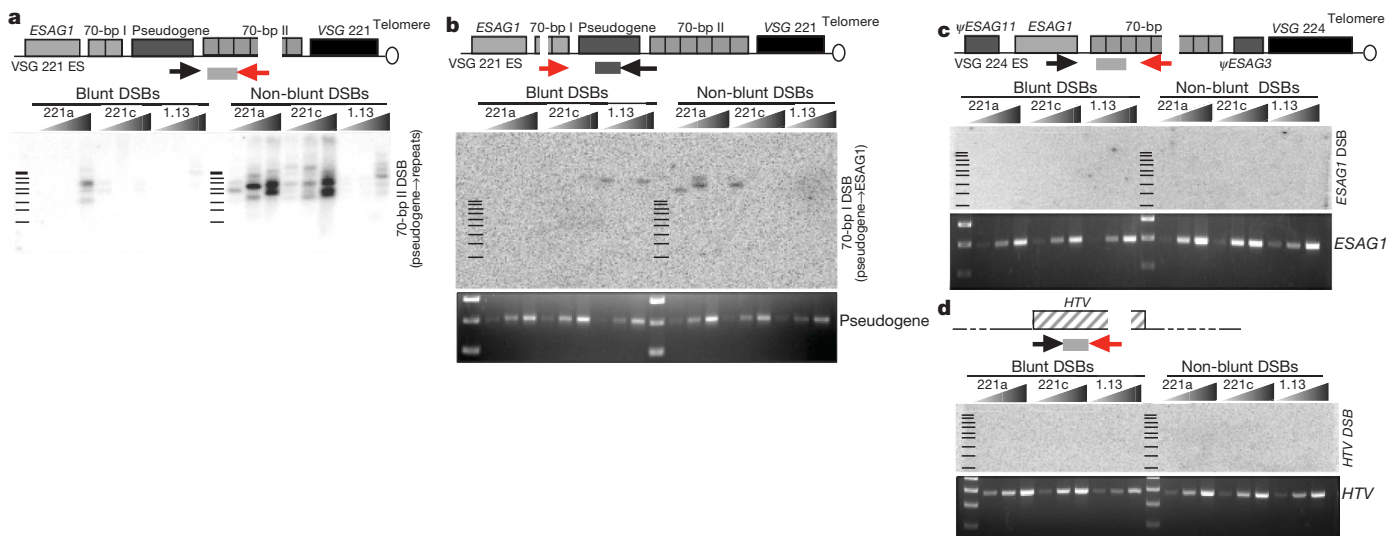 a
ESAG1 70-bp I Pseudogene 70-bp II VSG 221 Telomere
VSG 221 ES
Blunt DSBs Non-blunt DSBs
221a 221c 1.13 221a 221c 1.13
70-bp II DSB
(pseudogene→repeats)
b
ESAG1 70-bp I Pseudogene 70-bp II VSG 221 Telomere
VSG 221 ES
Blunt DSBs Non-blunt DSBs
221a 221c 1.13 221a 221c 1.13
70-bp I DSB
(pseudogene→ESAG1)
Pseudogene
c
ψESAG11 ESAG1 70-bp VSG 224 Telomere
VSG 224 ES ψESAG3
Blunt DSBs Non-blunt DSBs
221a 221c 1.13 221a 221c 1.13
ESAG1 DSB
ESAG1
d
HTV
Blunt DSBs Non-blunt DSBs
221a 221c 1.13 221a 221c 1.13
HTV DSB
HTV